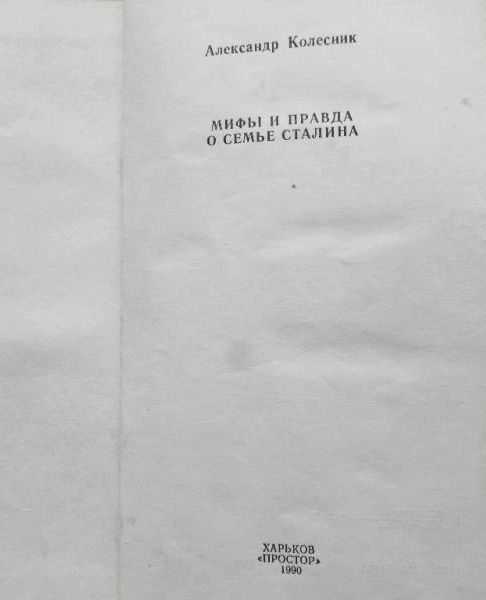 Александр Колесник
МИФЫ И ПРАВДА
О СЕМЬЕ СТАЛИНА
ХАРЬКОВ
«ПРОСТОР»
1990